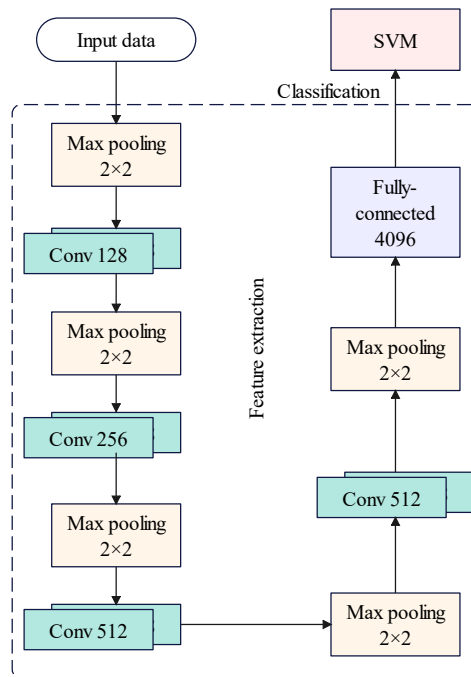 Input data
Max pooling
2×2
Conv 128
Max pooling
2×2
Conv 256
Max pooling
2×2
Conv 512
Feature extraction
SVM
Classification
Fully-
connected
4096
Max pooling
2×2
Conv 512
Max pooling
2×2